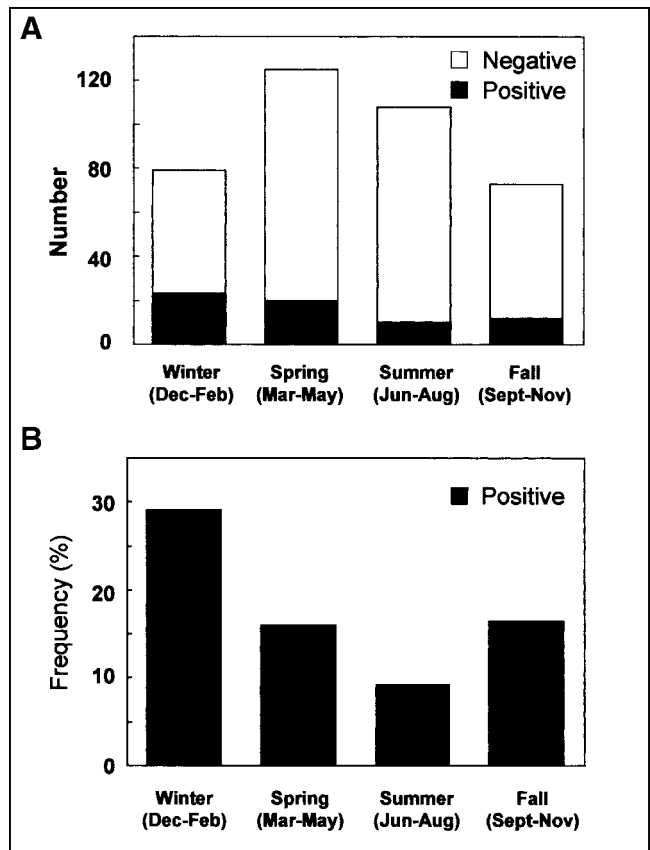 A
Negative
Positive
120
80
40
0
Number
Winter Spring Summer Fall
(Dec-Feb) (Mar-May) (Jun-Aug) (Sept-Nov)
B
Positive
30
20
10
0
Frequency (%)
Winter Spring Summer Fall
(Dec-Feb) (Mar-May) (Jun-Aug) (Sept-Nov)